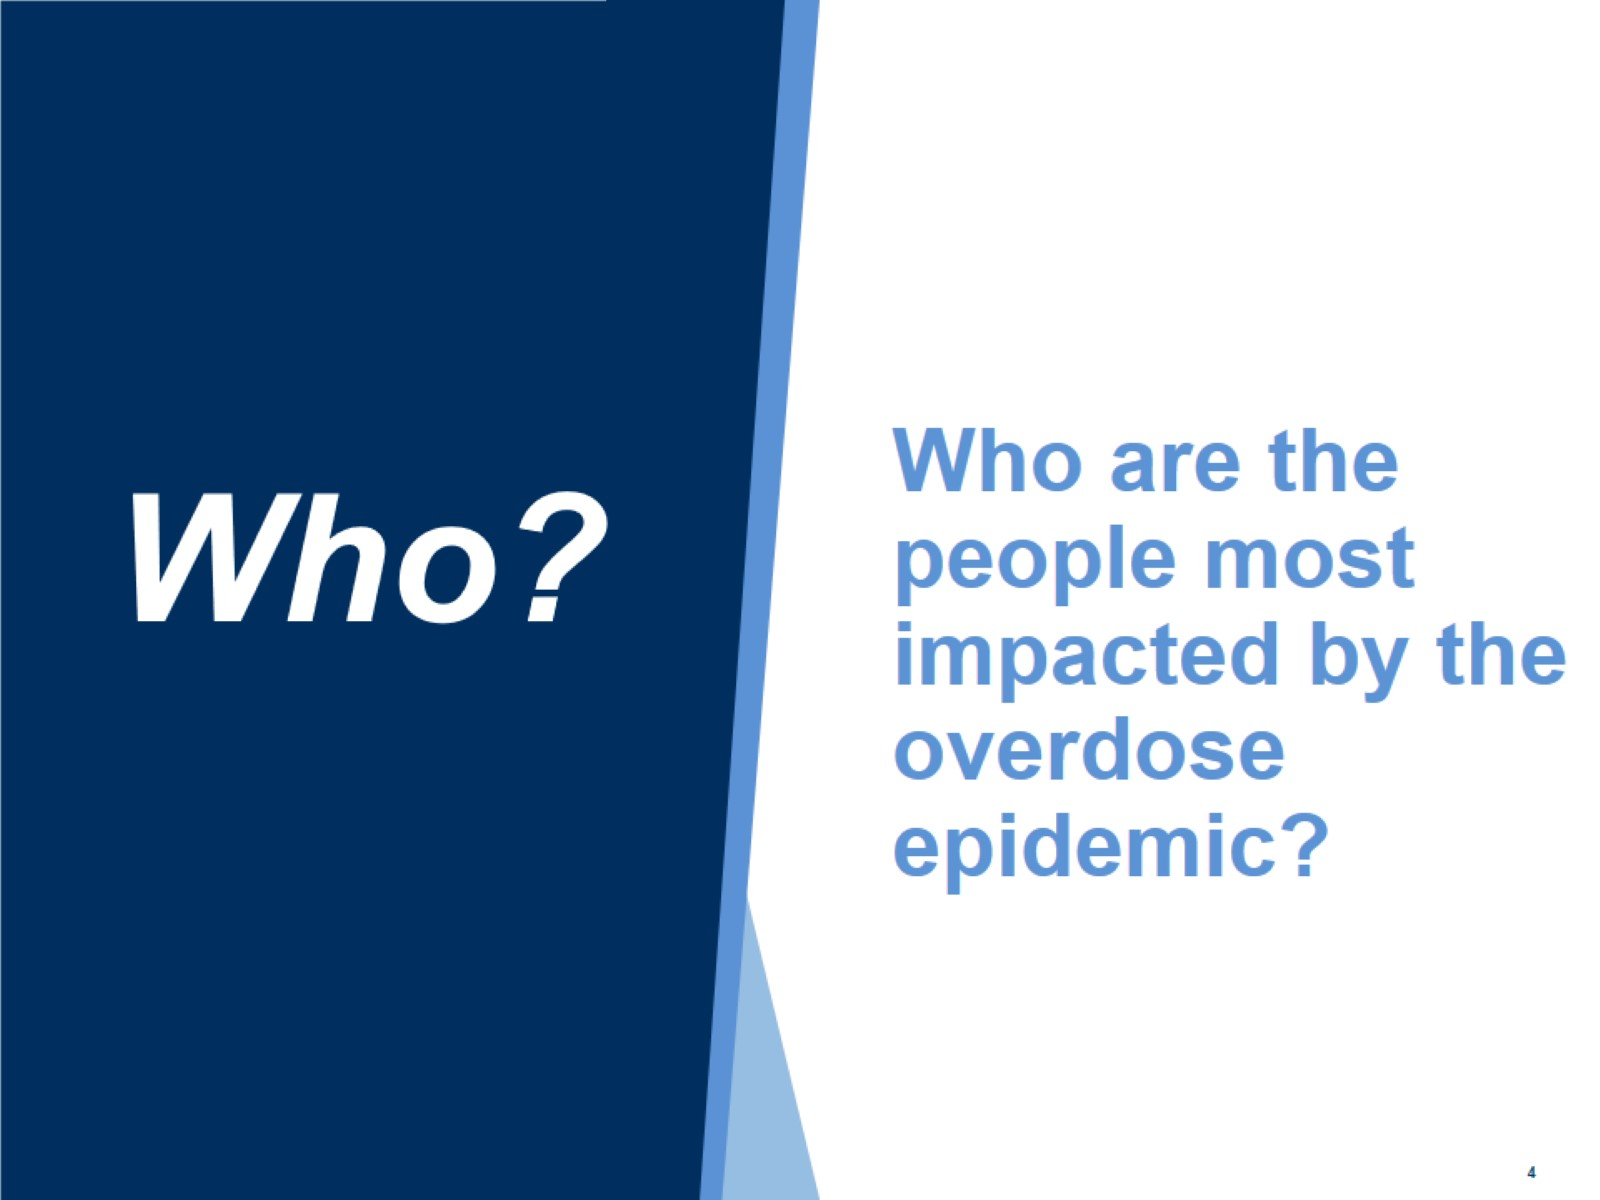 Who?
Who are the
people most
impacted by the
overdose
epidemic?
4